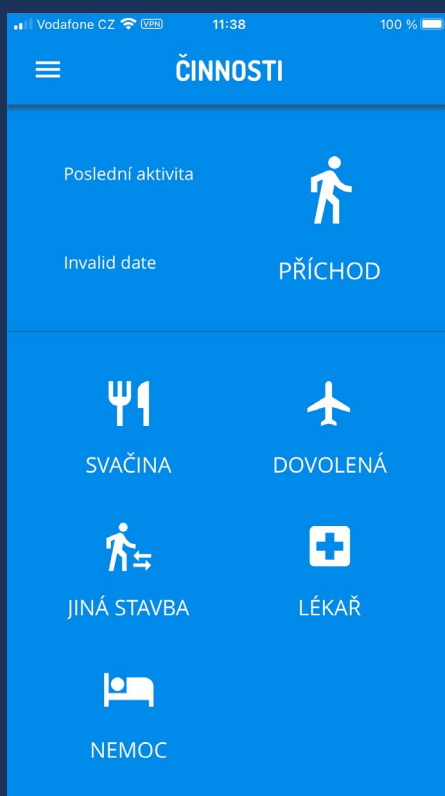 Vodafone CZ VPN 11:38 100 %
ČINNOSTI
Poslední aktivita
Invalid date
PŘÍCHOD
SVAČINA
DOVOLENÁ
JINÁ STAVBA
LÉKAŘ
NEMOC